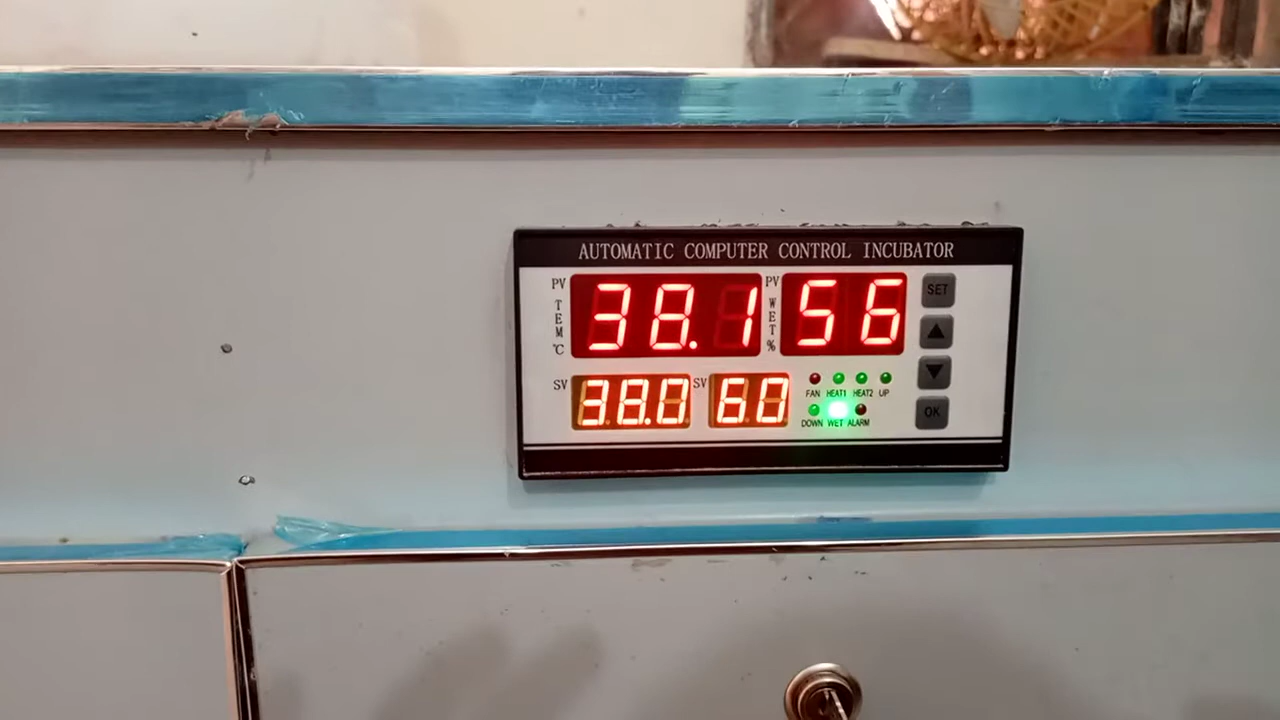 AUTOMATIC COMPUTER CONTROL INCUBATOR
PV TEM ℃ 38.1 PV WET % 56 SET
SV 38.0 SV 60
FAN HEAT1 HEAT2 UP
DOWN WET ALARM OK